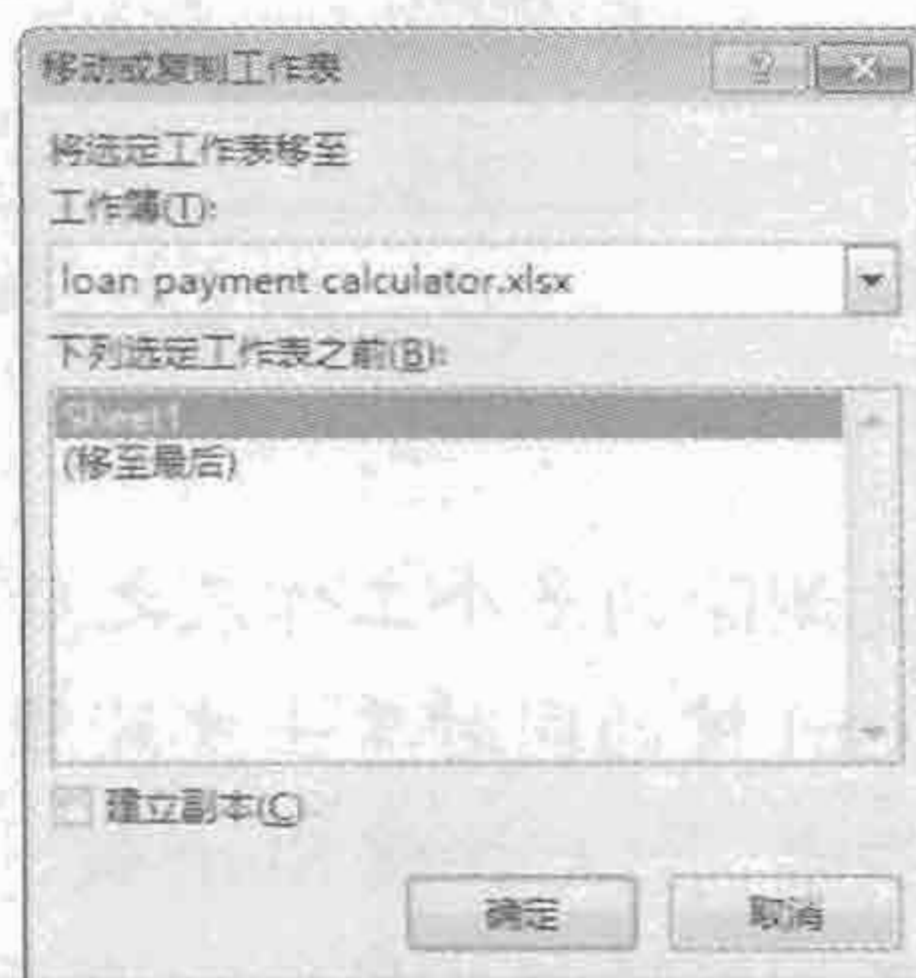 移动或复制工作表
将选定工作表移至
工作簿(T):
loan payment calculator.xlsx
下列选定工作表之前(B):
Sheet1
(移至最后)
建立副本(C)
确定
取消